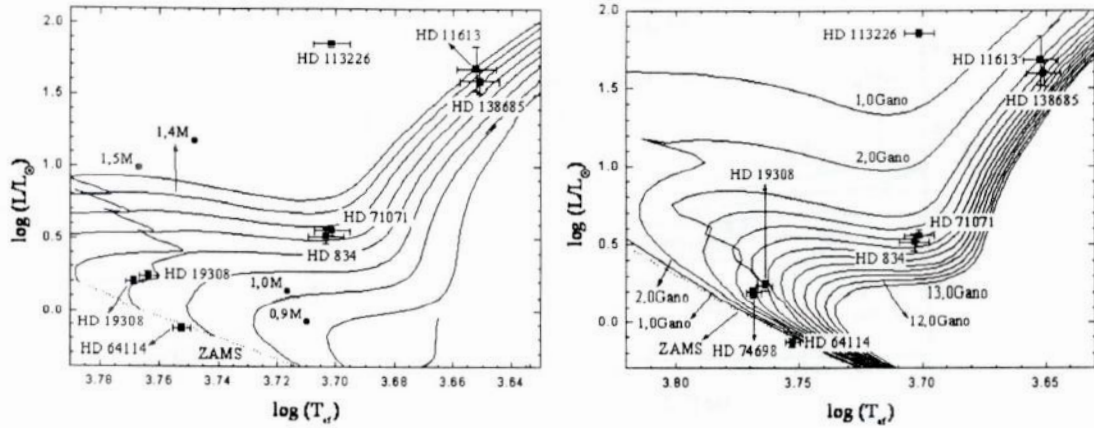 2.0
HD 11613
HD 113226
1.5
HD 138685
1,4M
1,5M
1.0
HD 71071
0.5
HD 834
HD 19308
1,0M
0.0
0,9M
HD 19308
ZAMS
HD 64114
3.78 3.76 3.74 3.72 3.70 3.68 3.66 3.64
log (T_ef)
log (L/L_⊙)
2.0
HD 113226
HD 11613
1.5
1,0Gano
HD 138685
2,0Gano
1.0
HD 19308
HD 71071
0.5
HD 834
2,0Gano
13,0Gano
1,0Gano
12,0Gano
0.0
ZAMS
HD 64114
HD 74698
3.80 3.75 3.70 3.65
log (T_ef)
log (L/L_⊙)